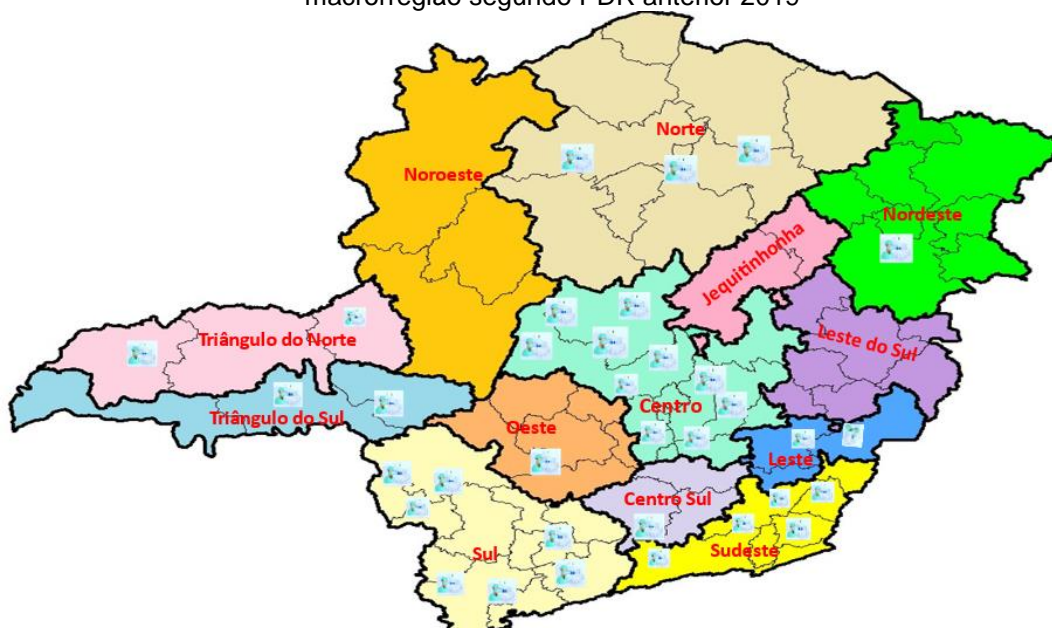 macrorregião segundo PDR anterior 2019
Norte
Noroeste
Nordeste
Jequitinhonha
Triângulo do Norte
Leste do Sul
Triângulo do Sul
Centro
Oeste
Leste
Centro Sul
Sul
Sudeste